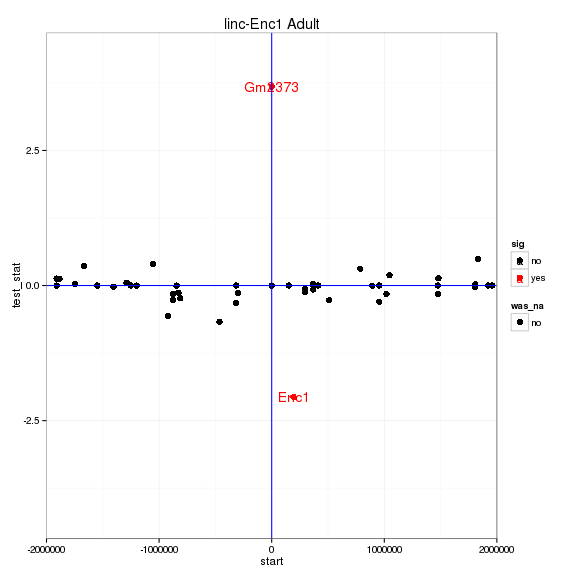 linc-Enc1 Adult
Gm2373
Enc1
2.5
0.0
-2.5
test_stat
-2000000
-1000000
0
1000000
2000000
start
sig
no
yes
was_na
no